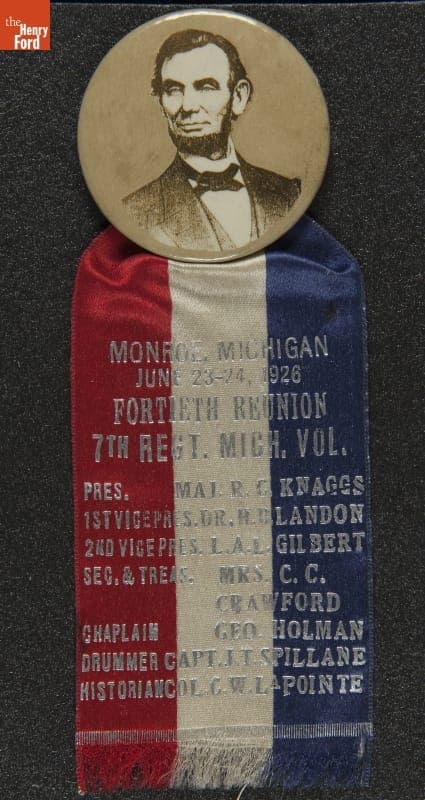 the
Henry
Ford
MONROE, MICHIGAN
JUNE 23-24, 1926
FORTIETH REUNION
7TH REGT. MICH. VOL.
PRES. MAJ. R. C. KNAGGS
1ST VICE PRES. DR. H. D. LANDON
2ND VICE PRES. L. A. L. GILBERT
SEC. & TREAS. MRS. C. C.
CRAWFORD
CHAPLAIN GEO. HOLMAN
DRUMMER CAPT. J. T. SPILLANE
HISTORIAN COL. G. W. LAPOINTE